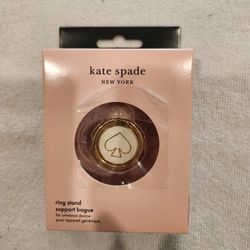 kate spade
NEW YORK
ring stand
support bague
for universal device
pour appareil générique